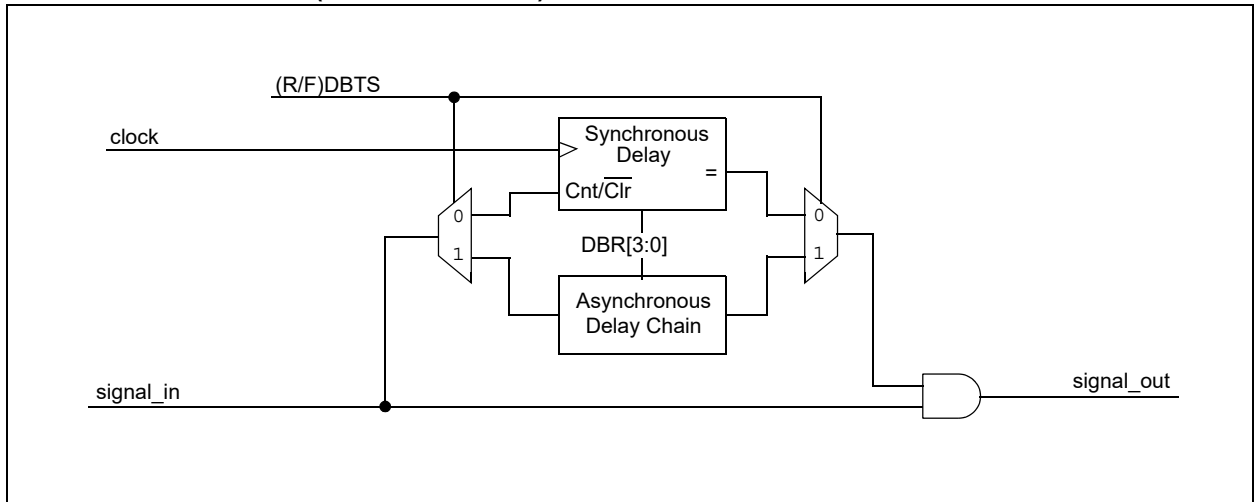 (R/F)DBTS
clock
Synchronous
Delay
=
Cnt/Clr
0
0
DBR[3:0]
1
1
Asynchronous
Delay Chain
signal_in
signal_out